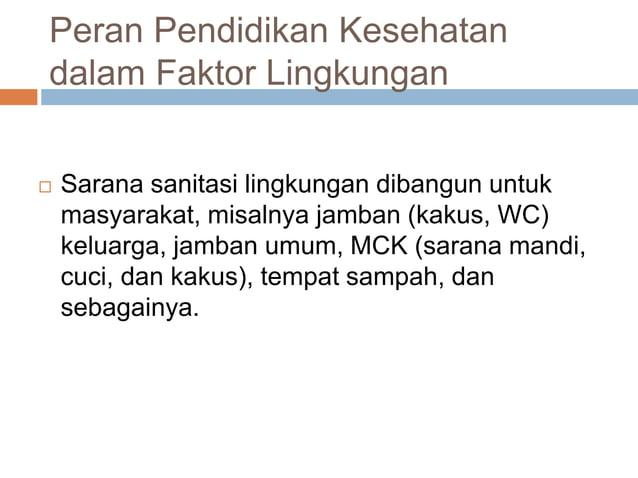 Peran Pendidikan Kesehatan
dalam Faktor Lingkungan
Sarana sanitasi lingkungan dibangun untuk
masyarakat, misalnya jamban (kakus, WC)
keluarga, jamban umum, MCK (sarana mandi,
cuci, dan kakus), tempat sampah, dan
sebagainya.